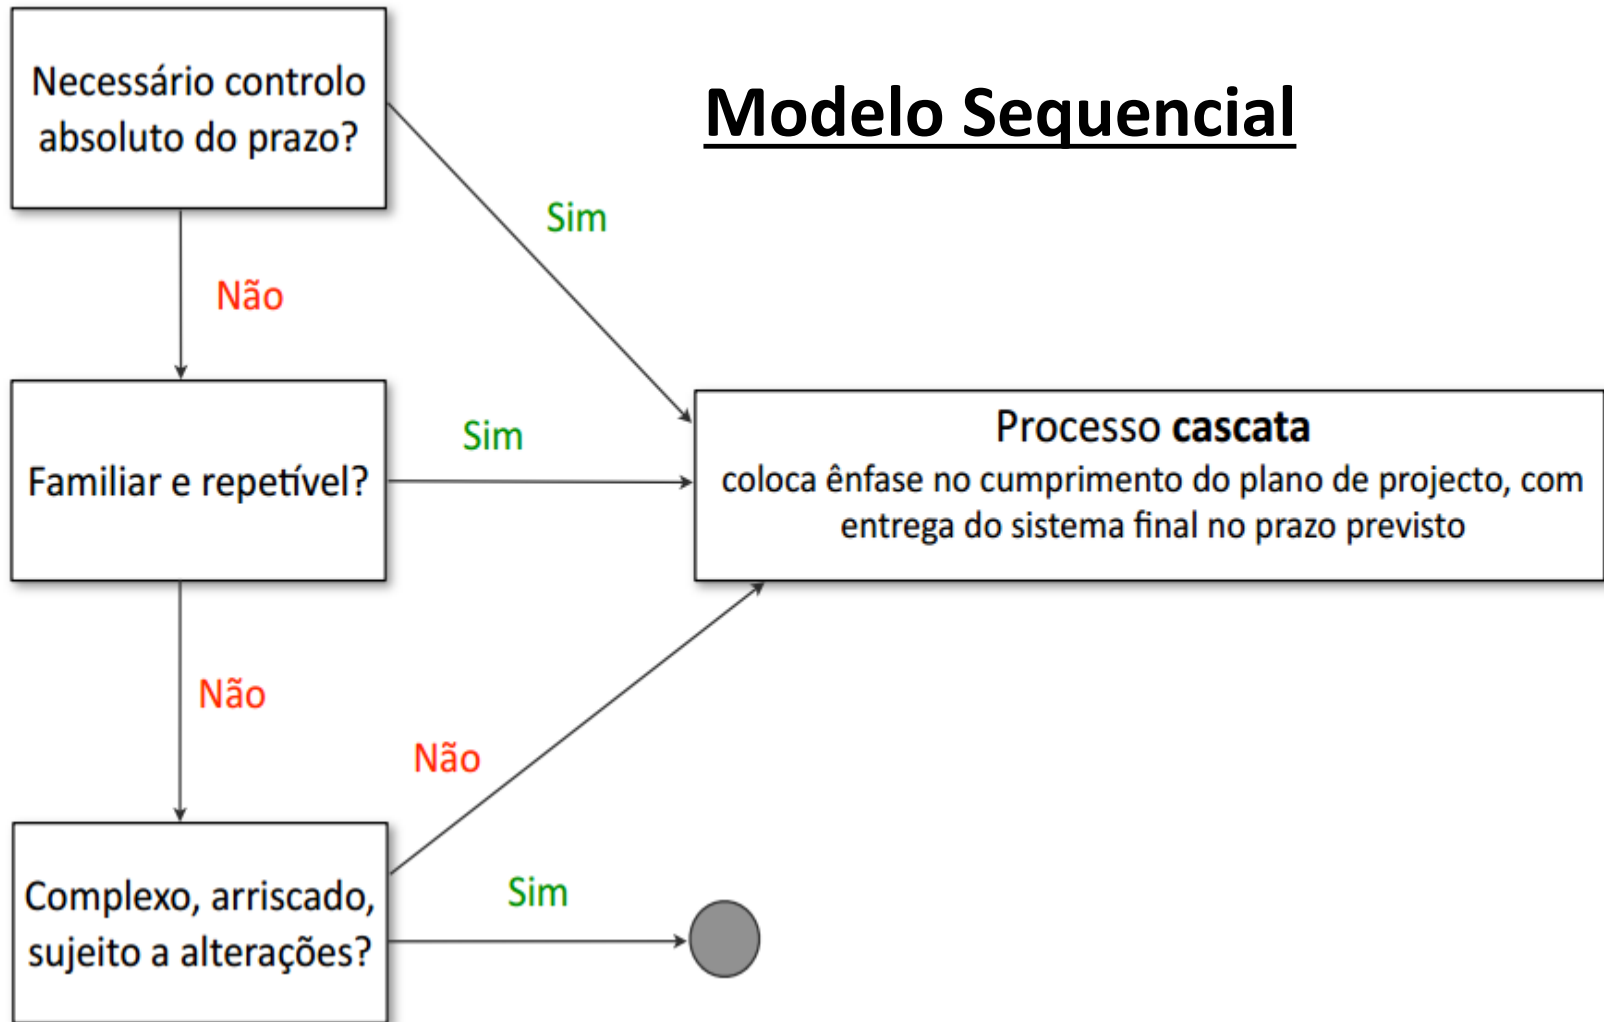 Necessário controlo
absoluto do prazo?
Modelo Sequencial
Sim
Não
Familiar e repetível?
Sim
Processo cascata
coloca ênfase no cumprimento do plano de projecto, com
entrega do sistema final no prazo previsto
Não
Não
Complexo, arriscado,
sujeito a alterações?
Sim